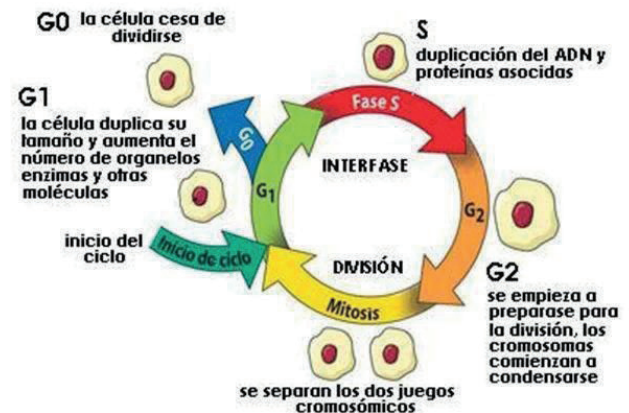 G0 la célula cesa de
dividirse
S
duplicación del ADN y
proteínas asocidas
G1
la célula duplica su
tamaño y aumenta el
número de organelos
enzimas y otras
moléculas
Fase S
G0
G1
INTERFASE
G2
inicio del
ciclo
Inicio de ciclo
DIVISIÓN
Mitosis
G2
se empieza a
preparase para
la división, los
cromosomas
comienzan a
condensarse
se separan los dos juegos
cromosómicos